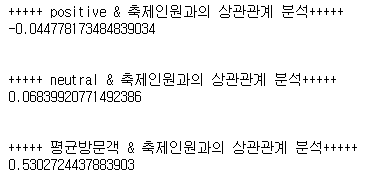 +++++ positive & 축제인원과의 상관관계 분석+++++
-0.044778173484839034
+++++ neutral & 축제인원과의 상관관계 분석+++++
0.06839920771492386
+++++ 평균방문객 & 축제인원과의 상관관계 분석+++++
0.5302724437883903